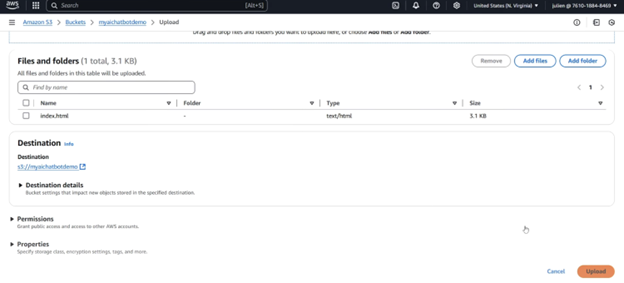 aws
Search
[Alt+S]
United States (N. Virginia)
julien @ 7610-1884-8469
Amazon S3 > Buckets > myaichatbotdemo > Upload
Drag and drop files and folders you want to upload here, or choose Add files or Add folder.
Files and folders (1 total, 3.1 KB)
Remove
Add files
Add folder
All files and folders in this table will be uploaded.
Find by name
1
Name
Folder
Type
Size
index.html
-
text/html
3.1 KB
Destination Info
Destination
s3://myaichatbotdemo
Destination details
Bucket settings that impact new objects stored in the specified destination.
Permissions
Grant public access and access to other AWS accounts.
Properties
Specify storage class, encryption settings, tags, and more.
Cancel
Upload